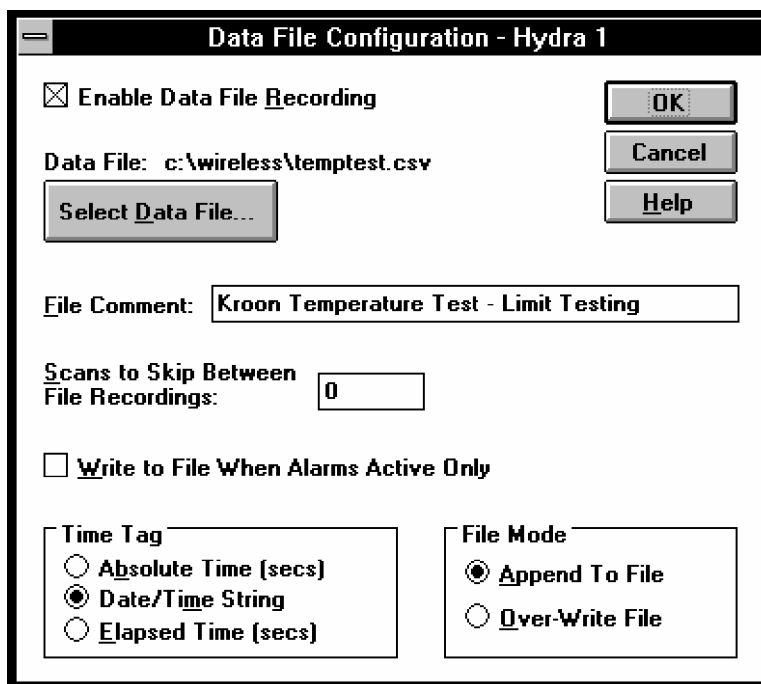 Data File Configuration - Hydra 1
Enable Data File Recording
OK
Data File: c:\wireless\temptest.csv
Cancel
Select Data File...
Help
File Comment: Kroon Temperature Test - Limit Testing
Scans to Skip Between
File Recordings: 0
Write to File When Alarms Active Only
Time Tag
Absolute Time (secs)
Date/Time String
Elapsed Time (secs)
File Mode
Append To File
Over-Write File